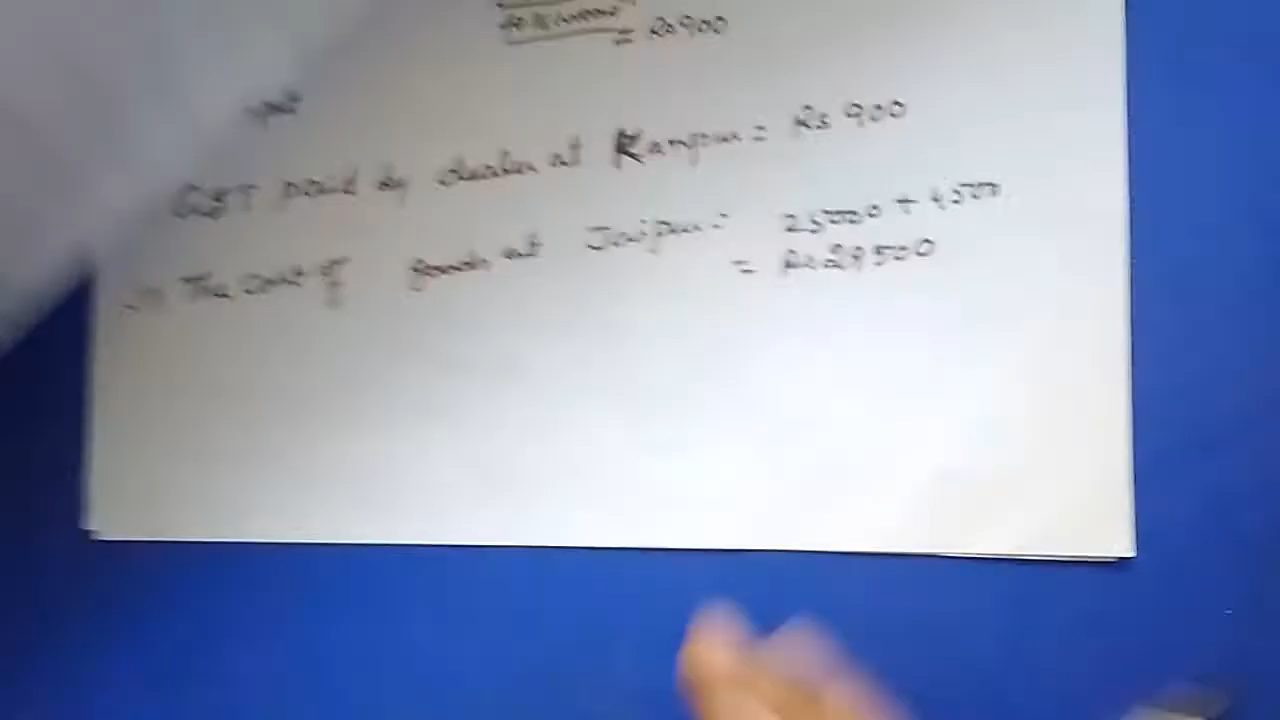 = Rs 900
GST paid by dealer at Kanpur = Rs 900
The cost of goods at Jaipur = 25000 + 4500
= Rs 29500